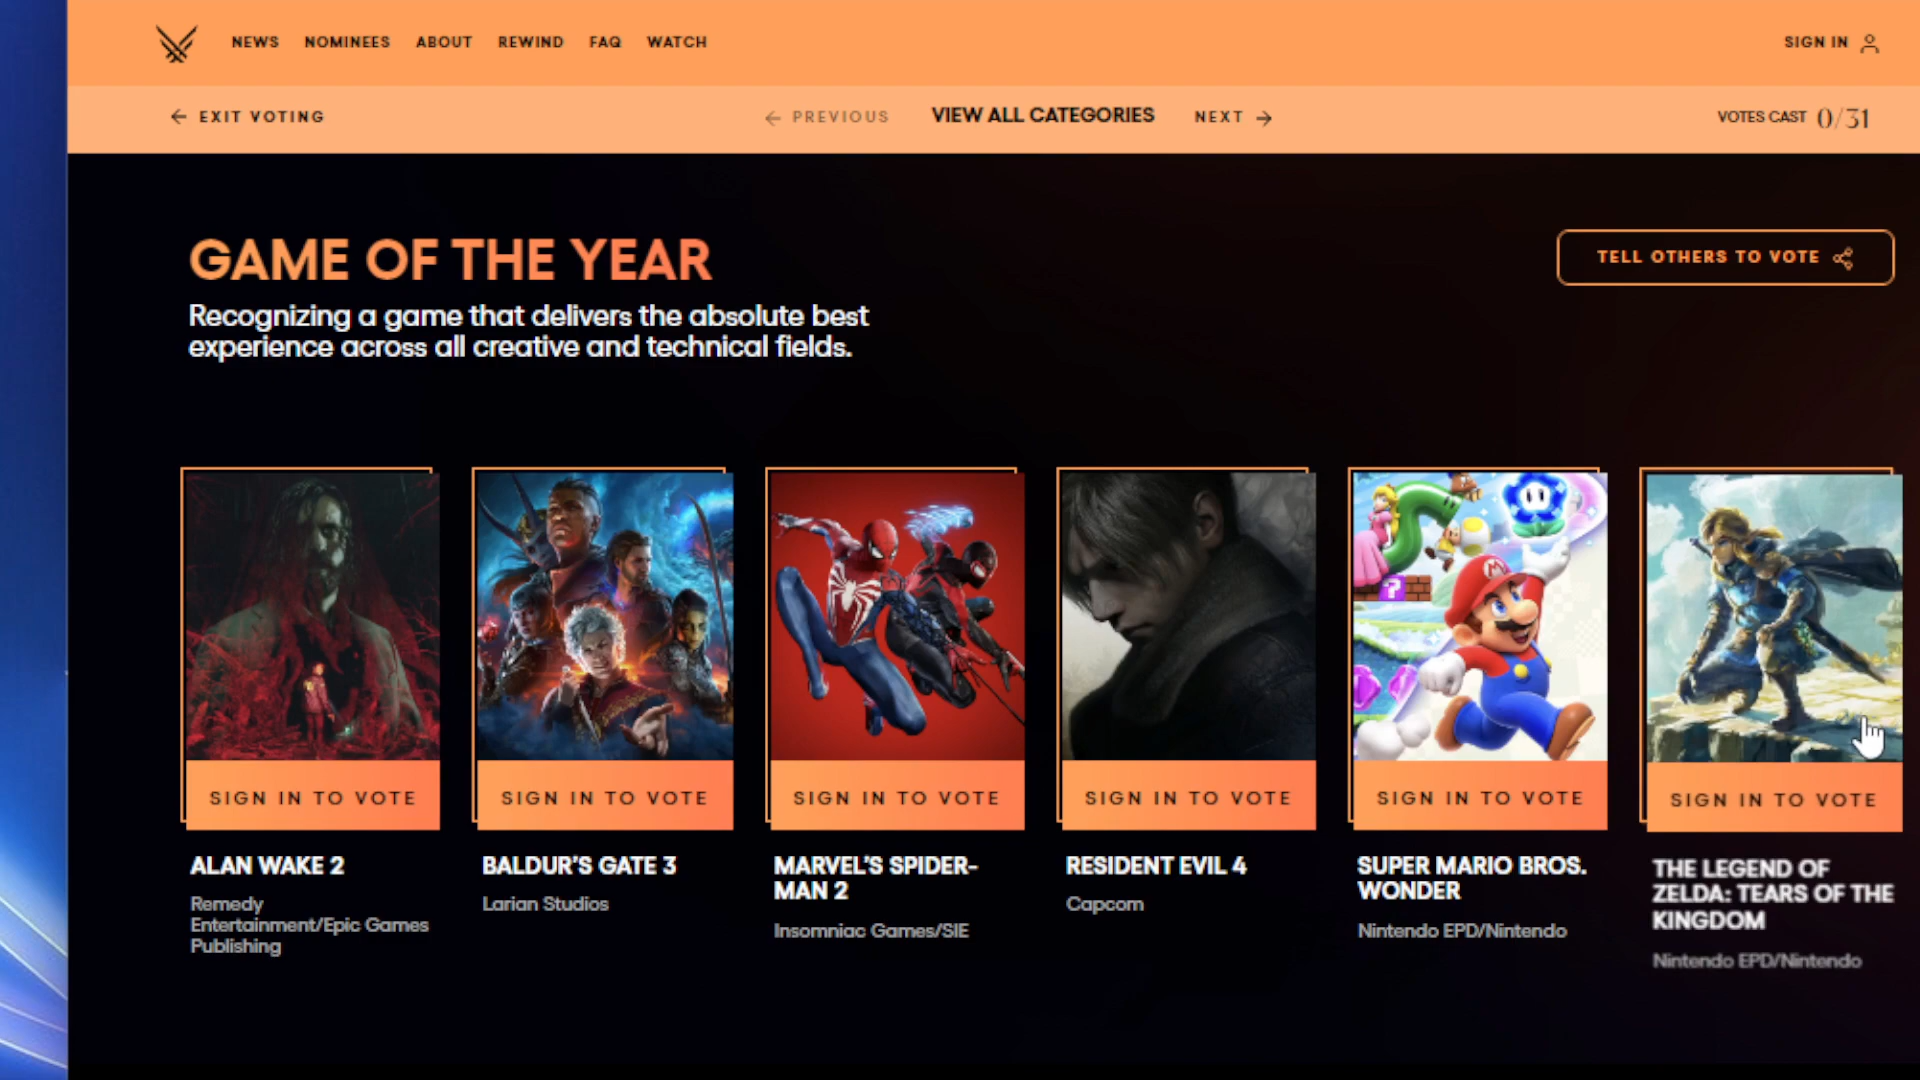 NEWS NOMINEES ABOUT REWIND FAQ WATCH SIGN IN
EXIT VOTING PREVIOUS VIEW ALL CATEGORIES NEXT VOTES CAST 0/31
GAME OF THE YEAR
TELL OTHERS TO VOTE
Recognizing a game that delivers the absolute best
experience across all creative and technical fields.
SIGN IN TO VOTE
ALAN WAKE 2
Remedy
Entertainment/Epic Games
Publishing
SIGN IN TO VOTE
BALDUR'S GATE 3
Larian Studios
SIGN IN TO VOTE
MARVEL'S SPIDER-
MAN 2
Insomniac Games/SIE
SIGN IN TO VOTE
RESIDENT EVIL 4
Capcom
SIGN IN TO VOTE
SUPER MARIO BROS.
WONDER
Nintendo EPD/Nintendo
SIGN IN TO VOTE
THE LEGEND OF
ZELDA: TEARS OF THE
KINGDOM
Nintendo EPD/Nintendo